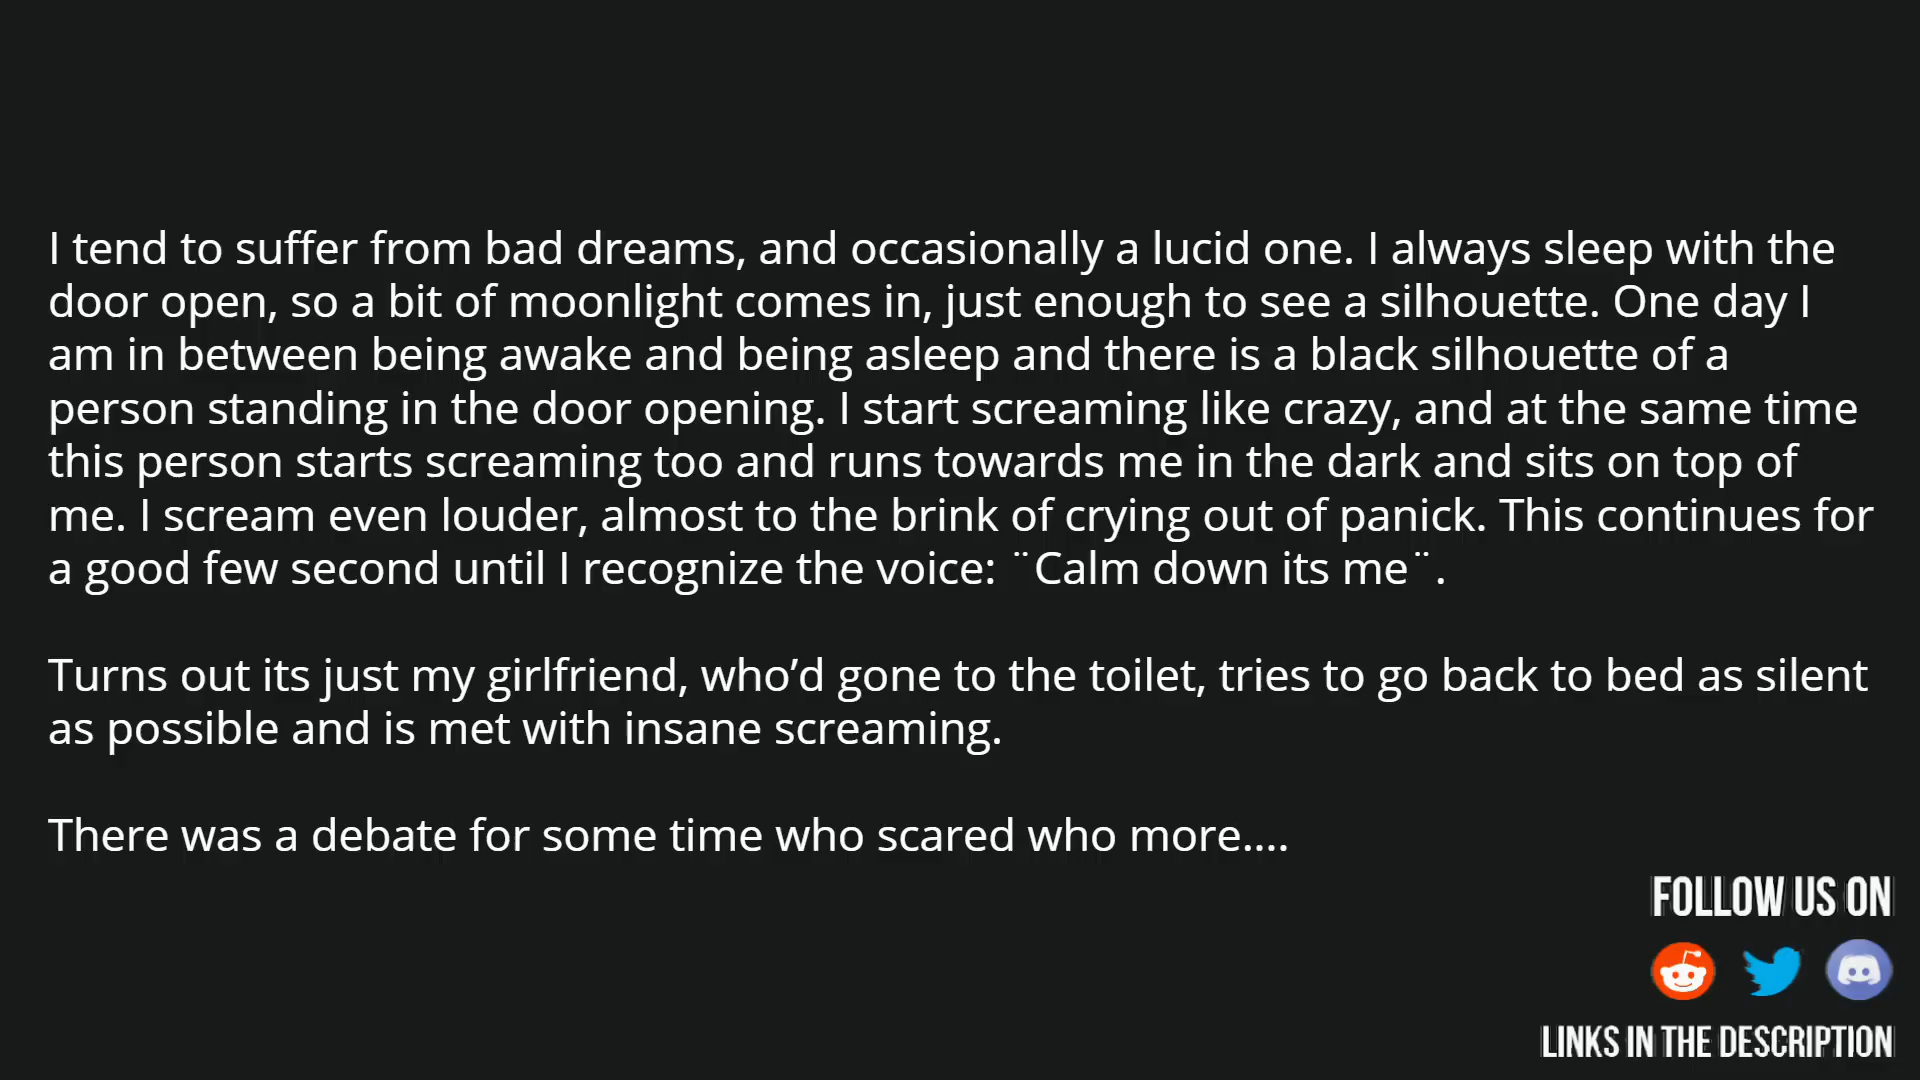 I tend to suffer from bad dreams, and occasionally a lucid one. I always sleep with the
door open, so a bit of moonlight comes in, just enough to see a silhouette. One day I
am in between being awake and being asleep and there is a black silhouette of a
person standing in the door opening. I start screaming like crazy, and at the same time
this person starts screaming too and runs towards me in the dark and sits on top of
me. I scream even louder, almost to the brink of crying out of panick. This continues for
a good few second until I recognize the voice: ¨Calm down its me¨.
Turns out its just my girlfriend, who’d gone to the toilet, tries to go back to bed as silent
as possible and is met with insane screaming.
There was a debate for some time who scared who more....
FOLLOW US ON
LINKS IN THE DESCRIPTION